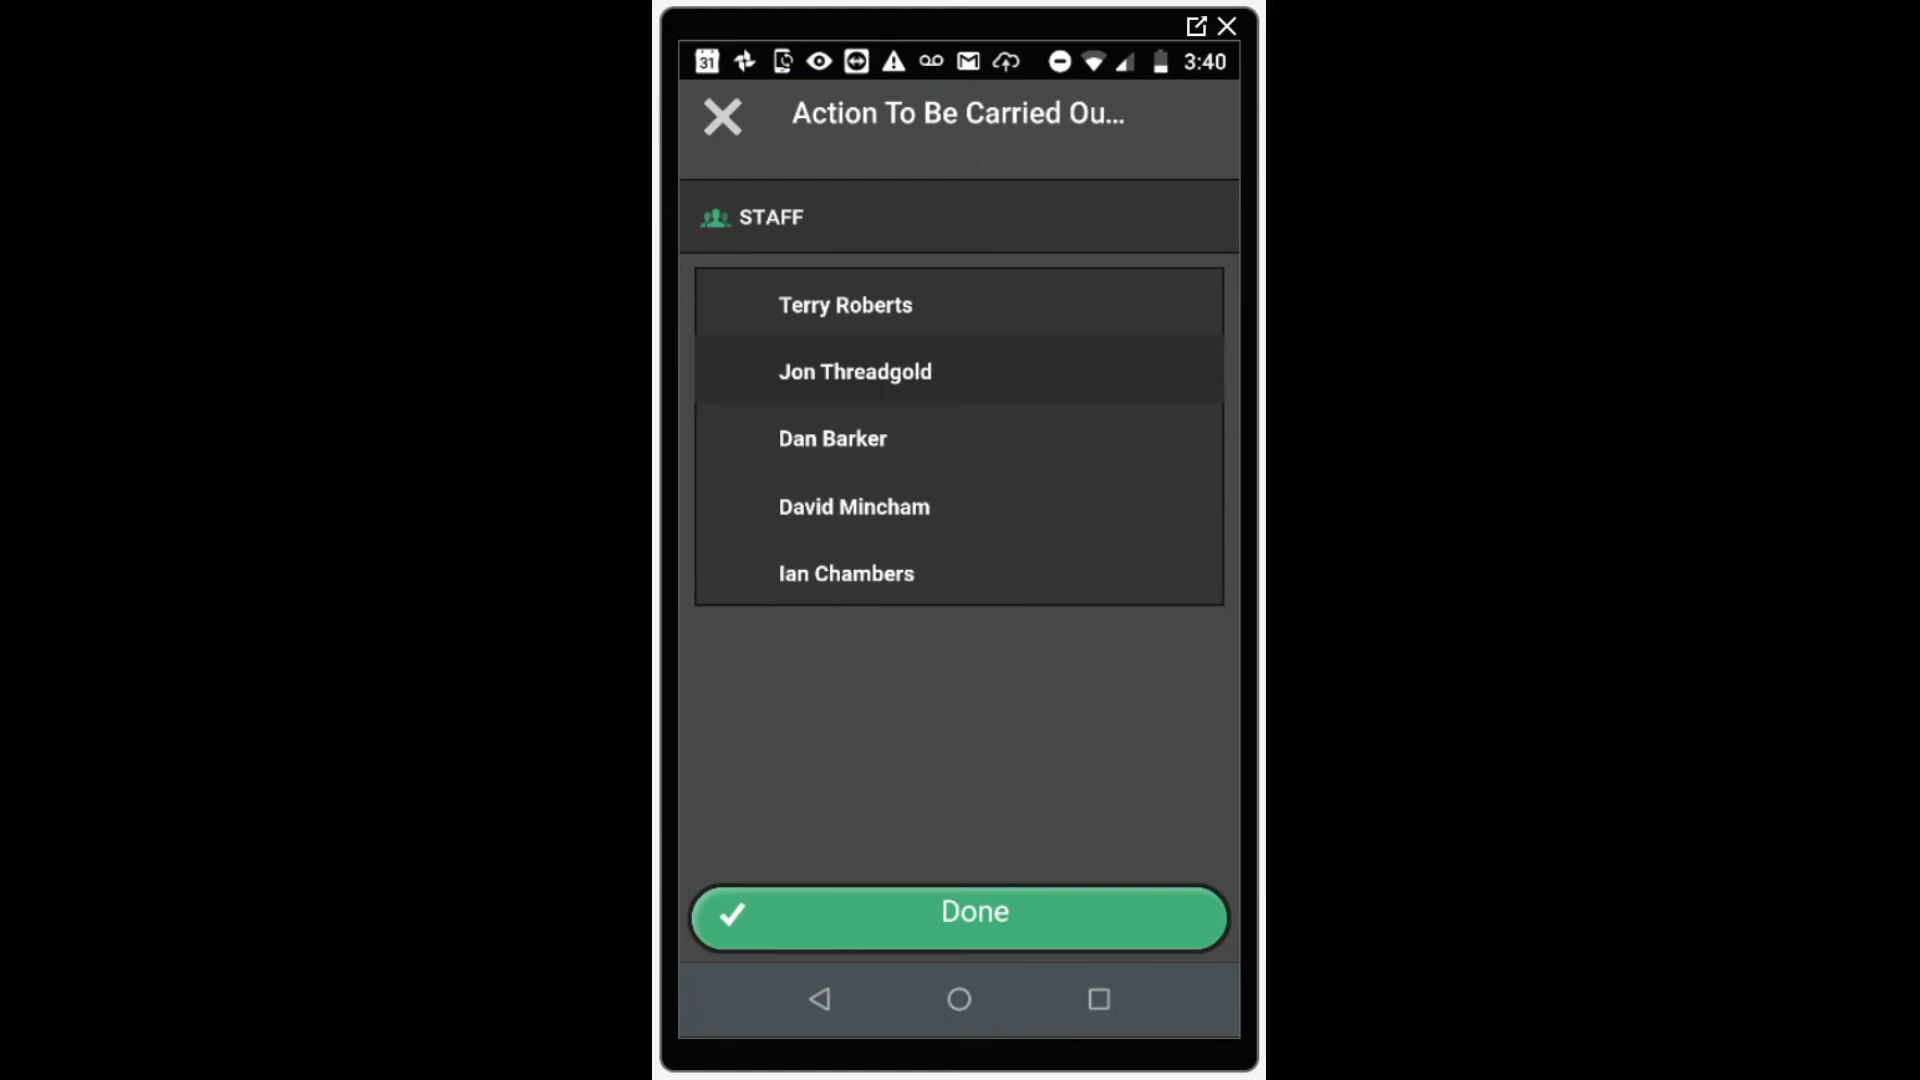 31
3:40
Action To Be Carried Ou...
STAFF
Terry Roberts
Jon Threadgold
Dan Barker
David Mincham
Ian Chambers
Done